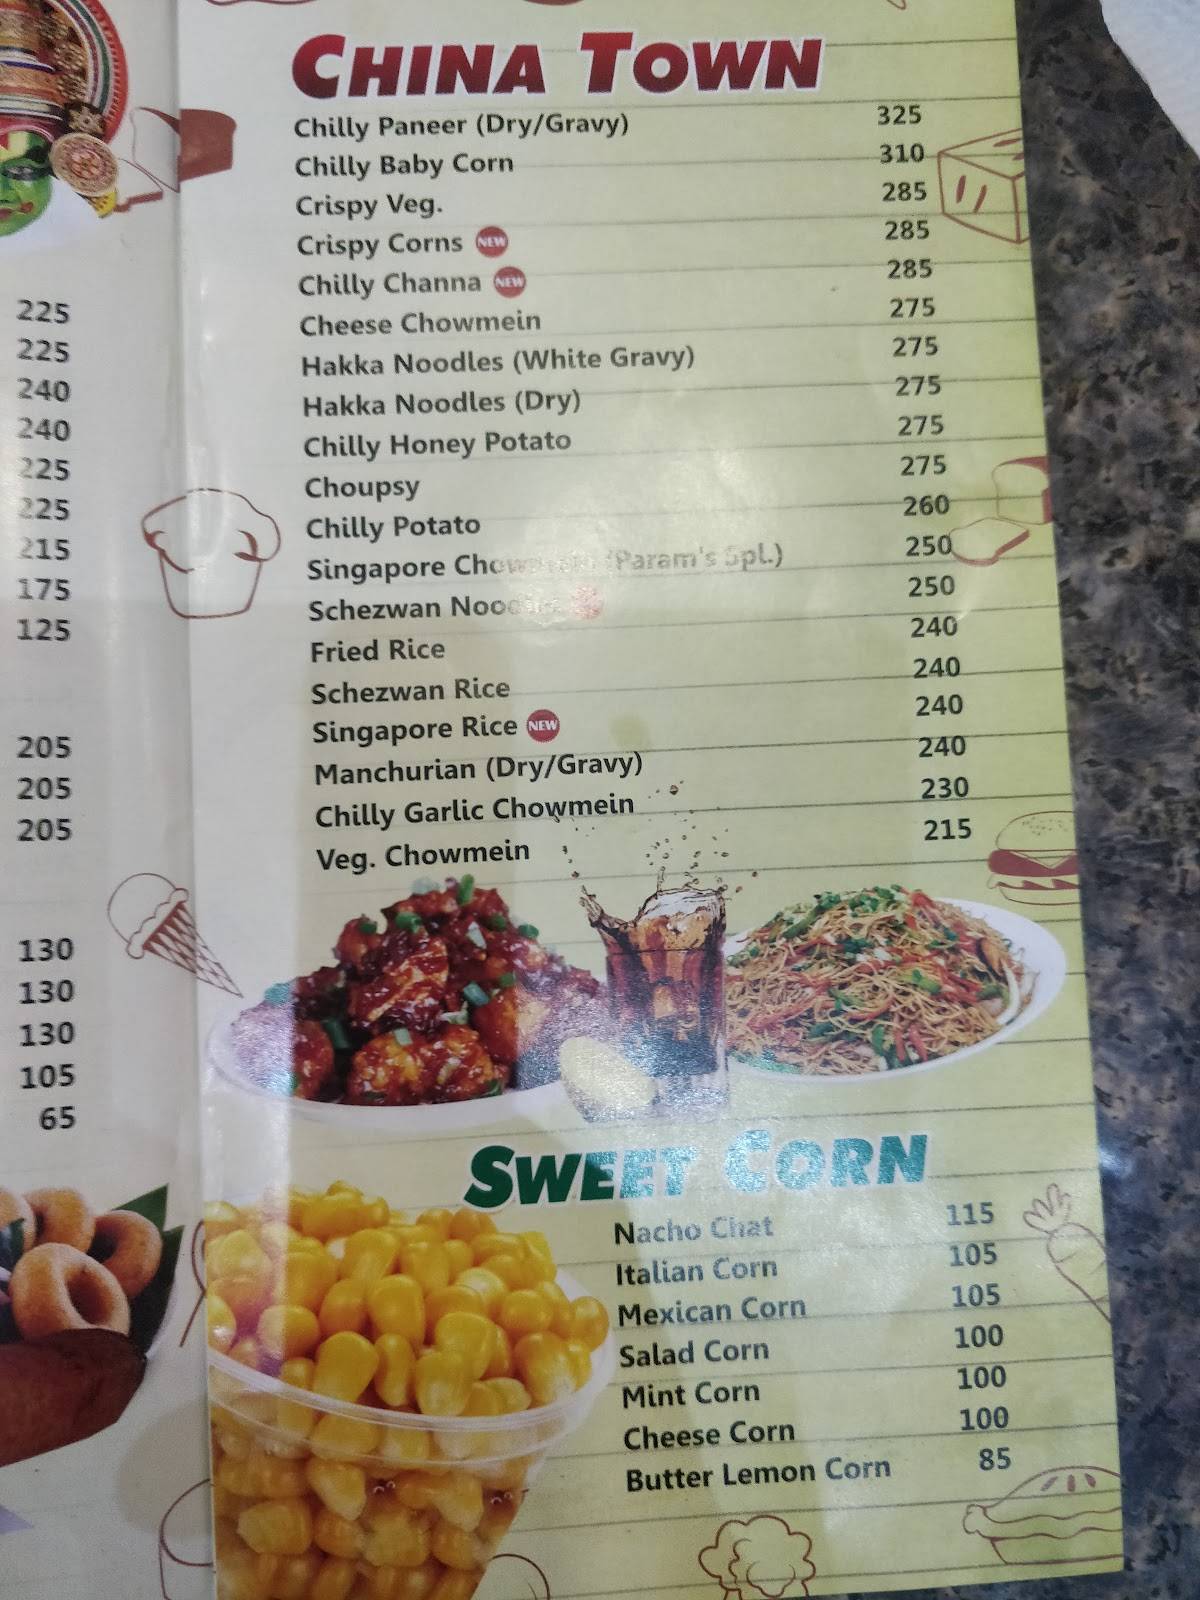 CHINA TOWN
Chilly Paneer (Dry/Gravy) 325
Chilly Baby Corn 310
Crispy Veg. 285
Crispy Corns NEW 285
Chilly Channa NEW 285
Cheese Chowmein 275
Hakka Noodles (White Gravy) 275
Hakka Noodles (Dry) 275
Chilly Honey Potato 275
Choupsy 275
Chilly Potato 260
Singapore Chowmein (Param's Spl.) 250
Schezwan Noodles 250
Fried Rice 240
Schezwan Rice 240
Singapore Rice NEW 240
Manchurian (Dry/Gravy) 240
Chilly Garlic Chowmein 230
Veg. Chowmein 215
SWEET CORN
Nacho Chat 115
Italian Corn 105
Mexican Corn 105
Salad Corn 100
Mint Corn 100
Cheese Corn 100
Butter Lemon Corn 85
225
225
240
240
225
225
215
175
125
205
205
205
130
130
130
105
65